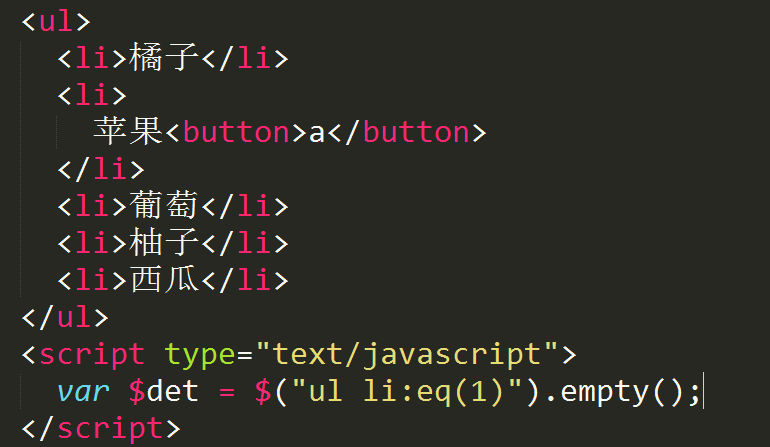 <ul>
<li>橘子</li>
<li>
苹果<button>a</button>
</li>
<li>葡萄</li>
<li>柚子</li>
<li>西瓜</li>
</ul>
<script type="text/javascript">
var $det = $("ul li:eq(1)").empty();
</script>